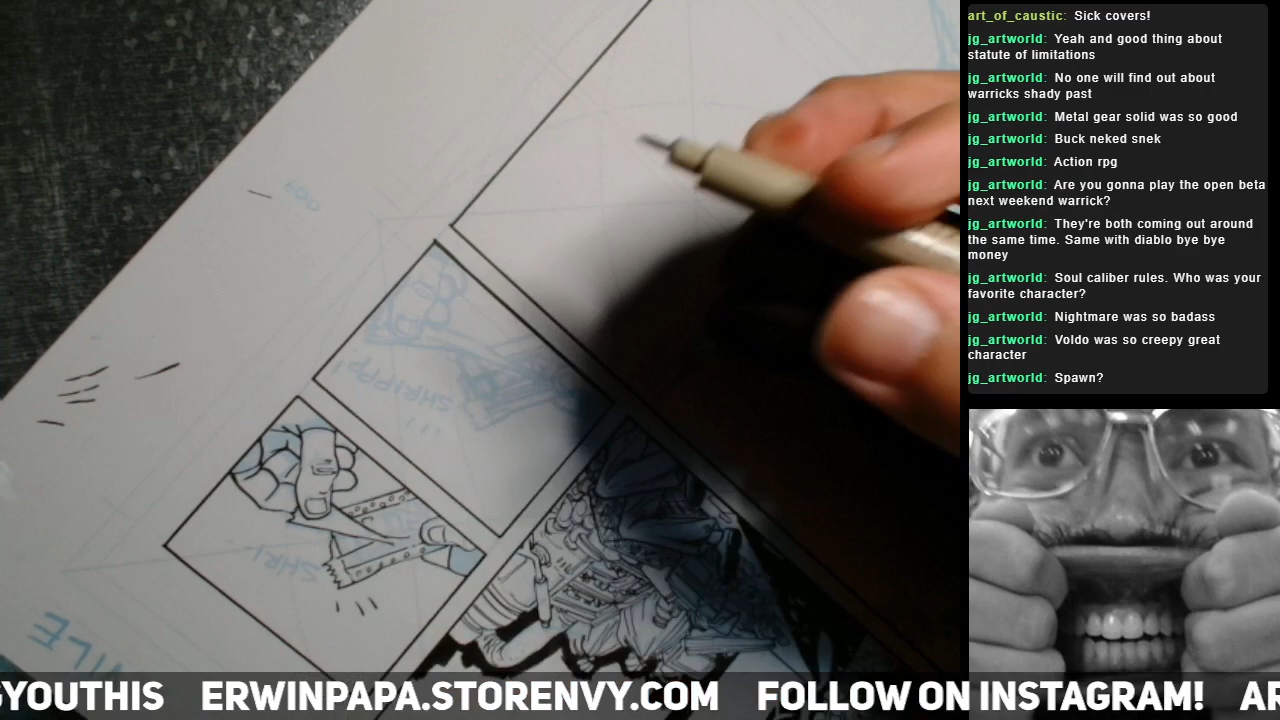 art_of_caustic: Sick covers!
jg_artworld: Yeah and good thing about
statute of limitations
jg_artworld: No one will find out about
warricks shady past
jg_artworld: Metal gear solid was so good
jg_artworld: Buck neked snek
jg_artworld: Action rpg
jg_artworld: Are you gonna play the open beta
next weekend warrick?
jg_artworld: They're both coming out around
the same time. Same with diablo bye bye
money
jg_artworld: Soul caliber rules. Who was your
favorite character?
jg_artworld: Nightmare was so badass
jg_artworld: Voldo was so creepy great
character
jg_artworld: Spawn?
009
SHRIPPP!
SHRI
GYOUTHIS ERWINPAPA.STORENVY.COM FOLLOW ON INSTAGRAM!